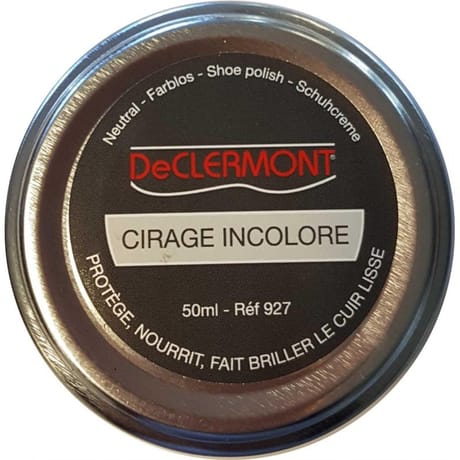 Neutral - Farblos - Shoe polish - Schuhcreme
DeCLERMONT®
CIRAGE INCOLORE
50ml - Réf 927
PROTÈGE, NOURRIT, FAIT BRILLER LE CUIR LISSE